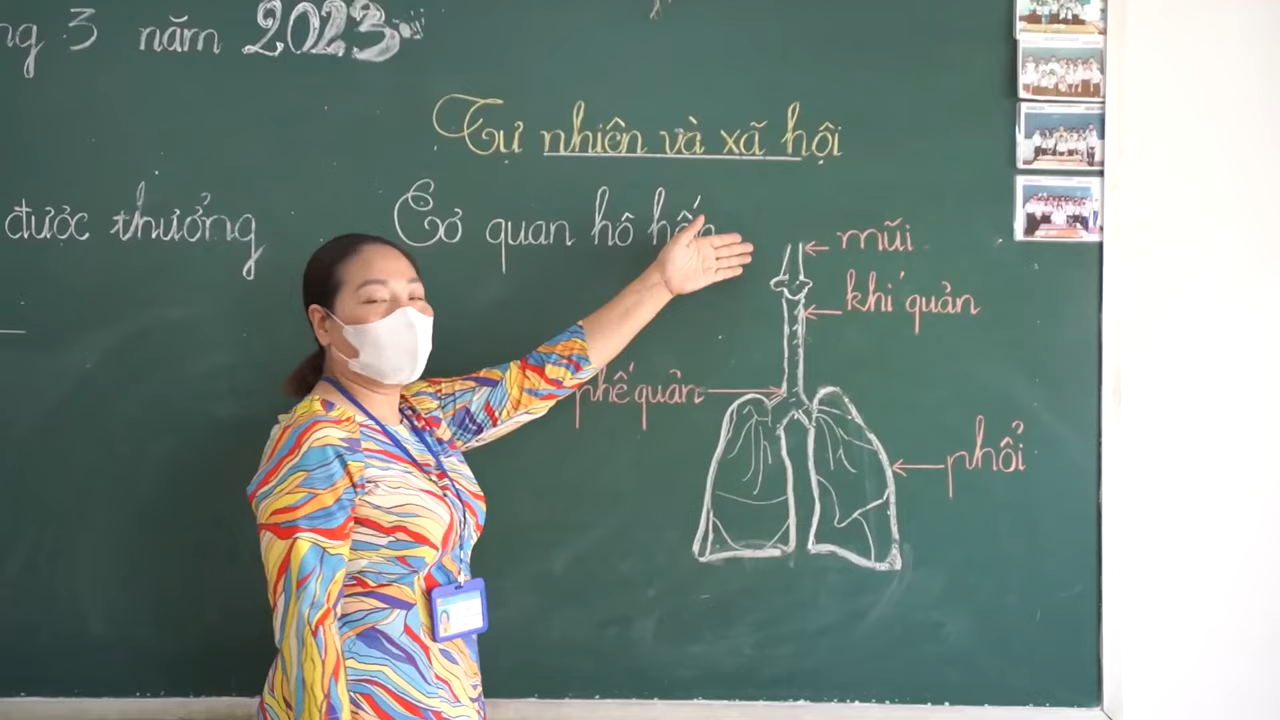 ng 3 năm 2023
Tự nhiên và xã hội
được thưởng
Cơ quan hô hấp
mũi
khí quản
phế quản
phổi